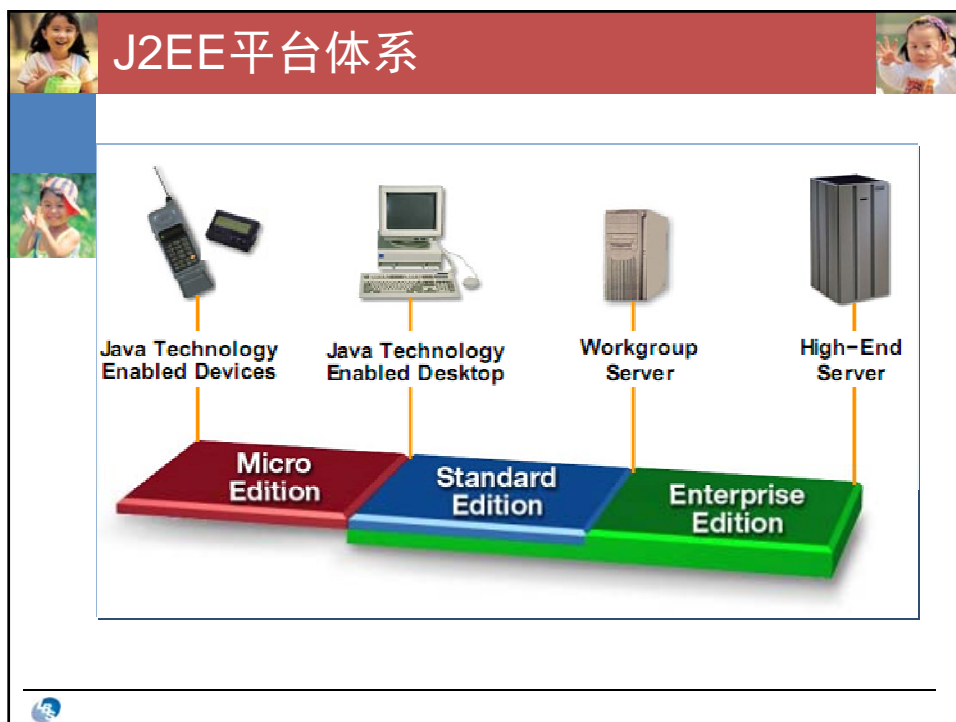 J2EE平台体系
Java Technology
Enabled Devices
Java Technology
Enabled Desktop
Workgroup
Server
High-End
Server
Micro
Edition
Standard
Edition
Enterprise
Edition